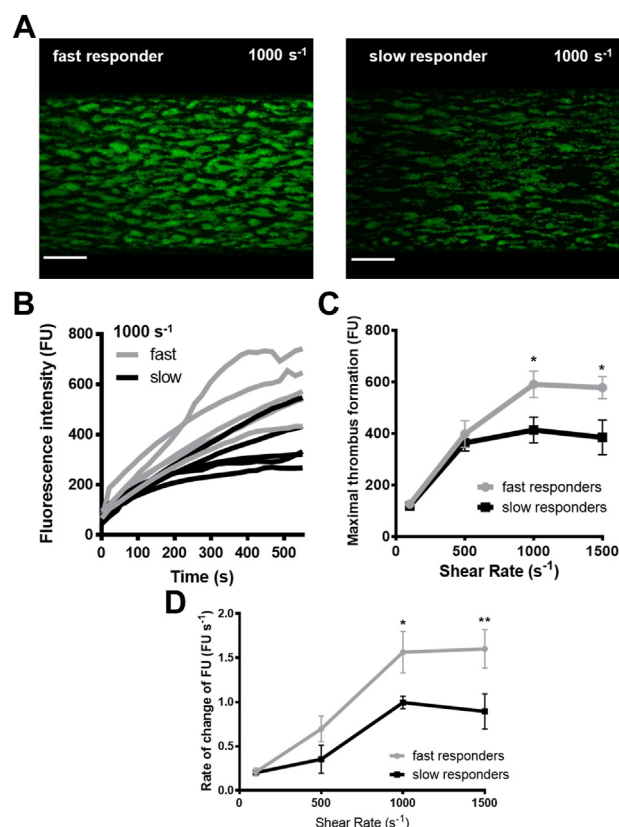 A
fast responder 1000 s⁻¹
slow responder 1000 s⁻¹
B
1000 s⁻¹
fast
slow
Fluorescence intensity (FU)
800
600
400
200
0
0 100 200 300 400 500
Time (s)
C
Maximal thrombus formation (FU)
800
600
400
200
0
* *
fast responders
slow responders
0 500 1000 1500
Shear Rate (s⁻¹)
D
Rate of change of FU (FU s⁻¹)
2.0
1.5
1.0
0.5
0.0
* **
fast responders
slow responders
0 500 1000 1500
Shear Rate (s⁻¹)